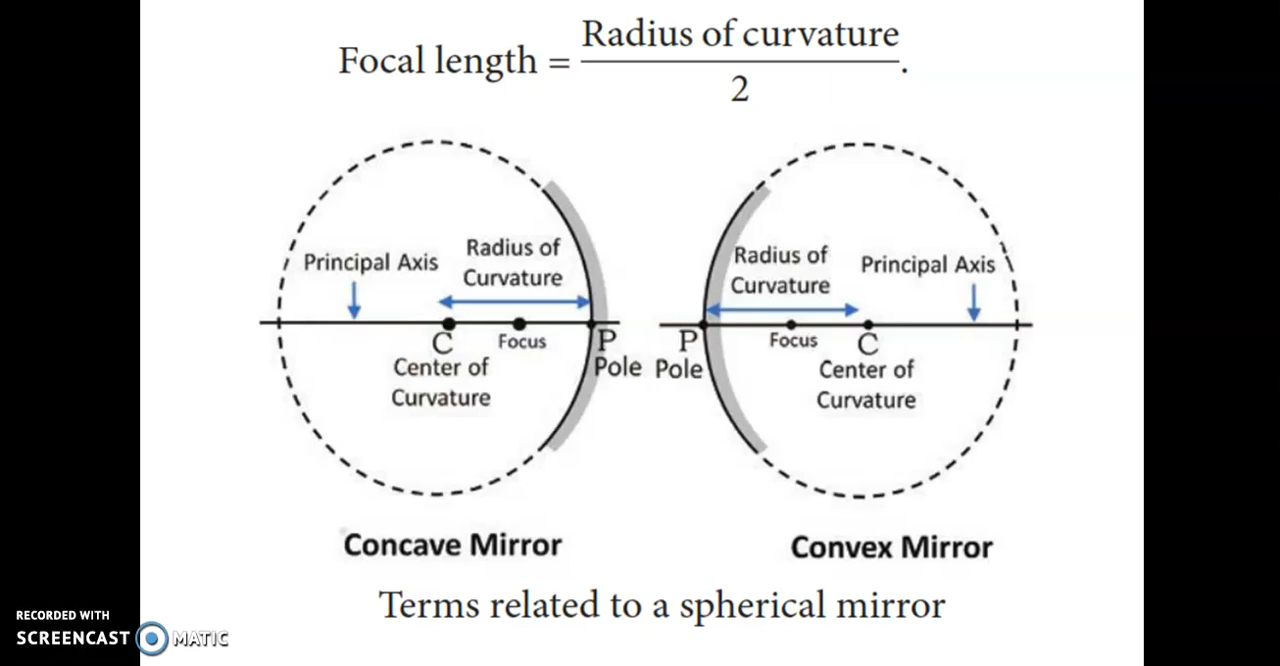 Focal length = Radius of curvature / 2 .
Principal Axis
Radius of
Curvature
C
Focus
P
Center of
Curvature
Pole
Radius of
Curvature
Principal Axis
P
Focus
C
Pole
Center of
Curvature
Concave Mirror
Convex Mirror
Terms related to a spherical mirror
RECORDED WITH
SCREENCAST MATIC